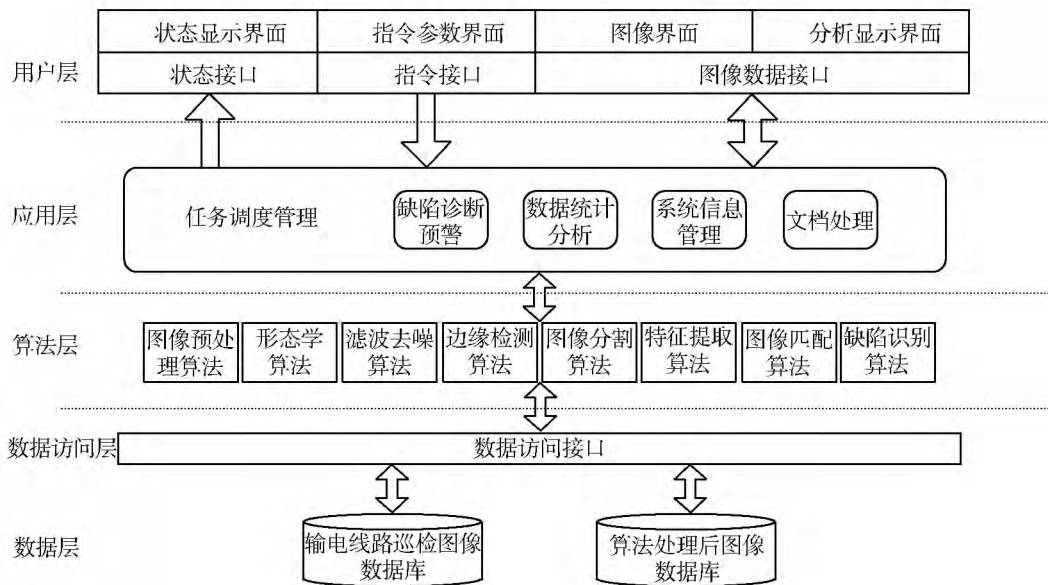 状态显示界面 指令参数界面 图像界面 分析显示界面
用户层 状态接口 指令接口 图像数据接口
应用层 任务调度管理
缺陷诊断
预警
数据统计
分析
系统信息
管理
文档处理
算法层
图像预处
理算法
形态学
算法
滤波去噪
算法
边缘检测
算法
图像分割
算法
特征提取
算法
图像匹配
算法
缺陷识别
算法
数据访问层 数据访问接口
数据层
输电线路巡检图像
数据库
算法处理后图像
数据库